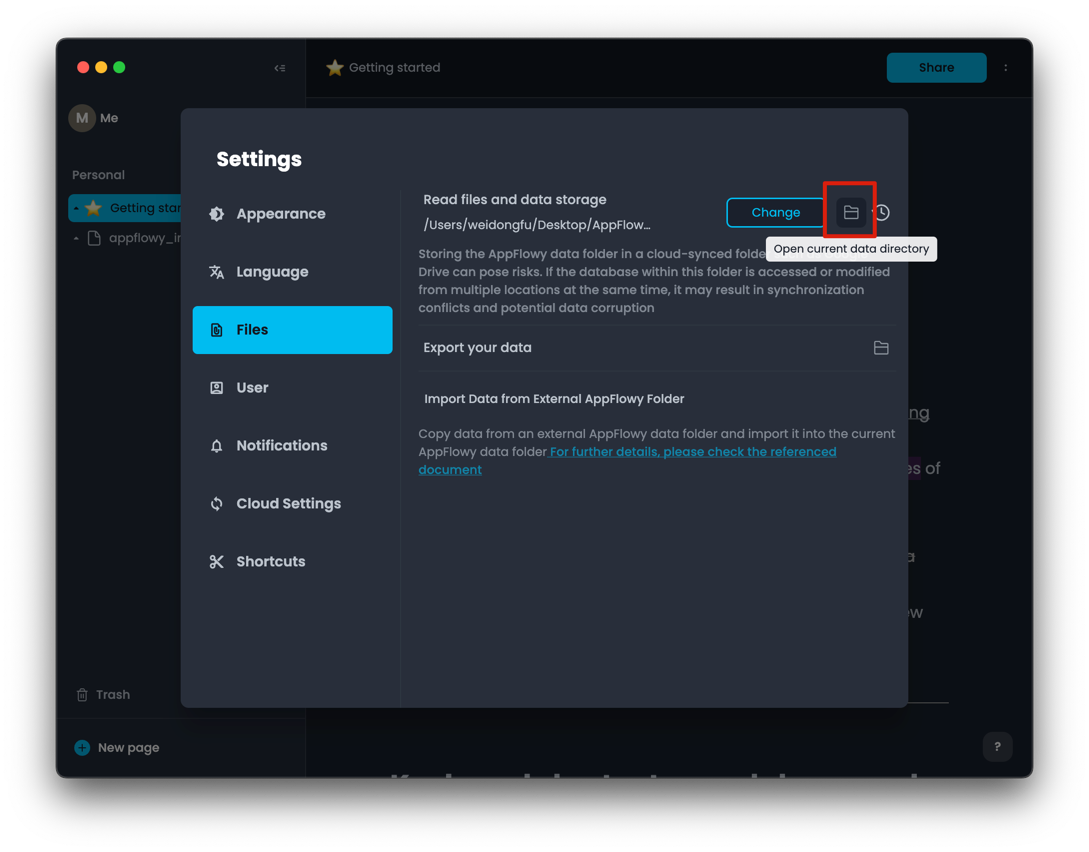 Getting started
Share
M Me
Personal
Getting star
appflowy_in
Trash
New page
Settings
Appearance
Language
Files
User
Notifications
Cloud Settings
Shortcuts
Read files and data storage
/Users/weidongfu/Desktop/AppFlow...
Change
Open current data directory
Storing the AppFlowy data folder in a cloud-synced folde
Drive can pose risks. If the database within this folder is accessed or modified
from multiple locations at the same time, it may result in synchronization
conflicts and potential data corruption
Export your data
Import Data from External AppFlowy Folder
Copy data from an external AppFlowy data folder and import it into the current
AppFlowy data folder For further details, please check the referenced
document
ng
es of
a
ew
?